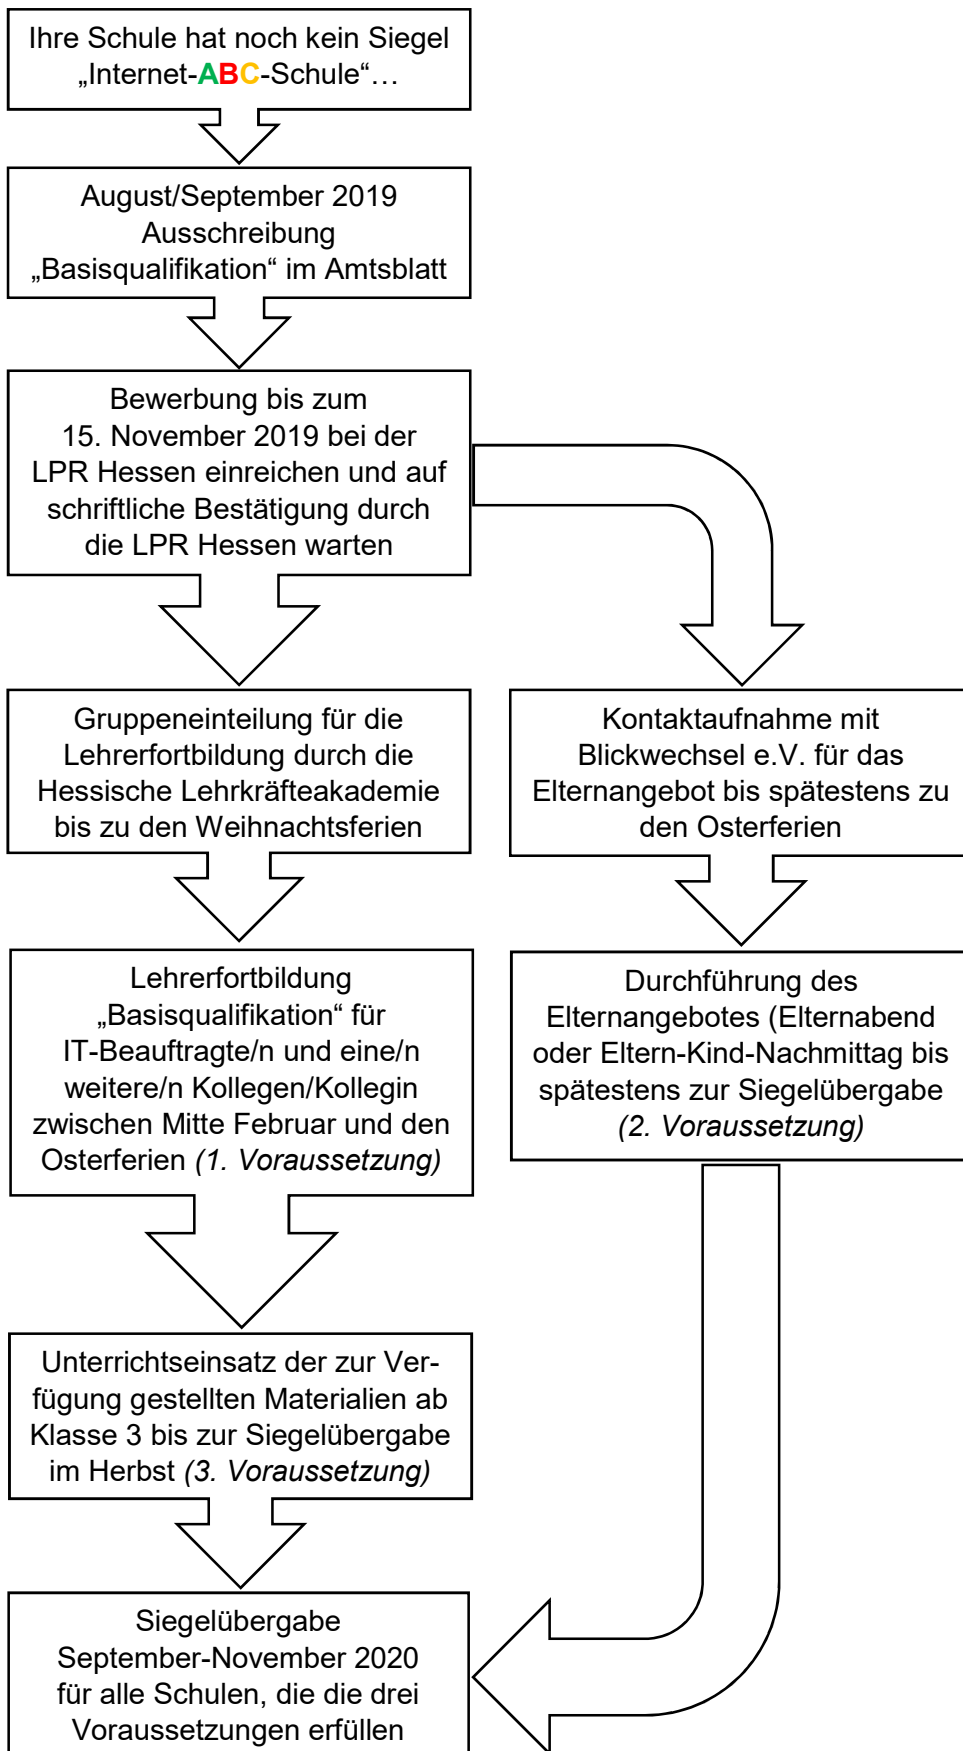 Ihre Schule hat noch kein Siegel
„Internet-ABC-Schule“…
August/September 2019
Ausschreibung
„Basisqualifikation“ im Amtsblatt
Bewerbung bis zum
15. November 2019 bei der
LPR Hessen einreichen und auf
schriftliche Bestätigung durch
die LPR Hessen warten
Gruppeneinteilung für die
Lehrerfortbildung durch die
Hessische Lehrkräfteakademie
bis zu den Weihnachtsferien
Kontaktaufnahme mit
Blickwechsel e.V. für das
Elternangebot bis spätestens zu
den Osterferien
Lehrerfortbildung
„Basisqualifikation“ für
IT-Beauftragte/n und eine/n
weitere/n Kollegen/Kollegin
zwischen Mitte Februar und den
Osterferien (1. Voraussetzung)
Durchführung des
Elternangebotes (Elternabend
oder Eltern-Kind-Nachmittag bis
spätestens zur Siegelübergabe
(2. Voraussetzung)
Unterrichtseinsatz der zur Ver-
fügung gestellten Materialien ab
Klasse 3 bis zur Siegelübergabe
im Herbst (3. Voraussetzung)
Siegelübergabe
September-November 2020
für alle Schulen, die die drei
Voraussetzungen erfüllen